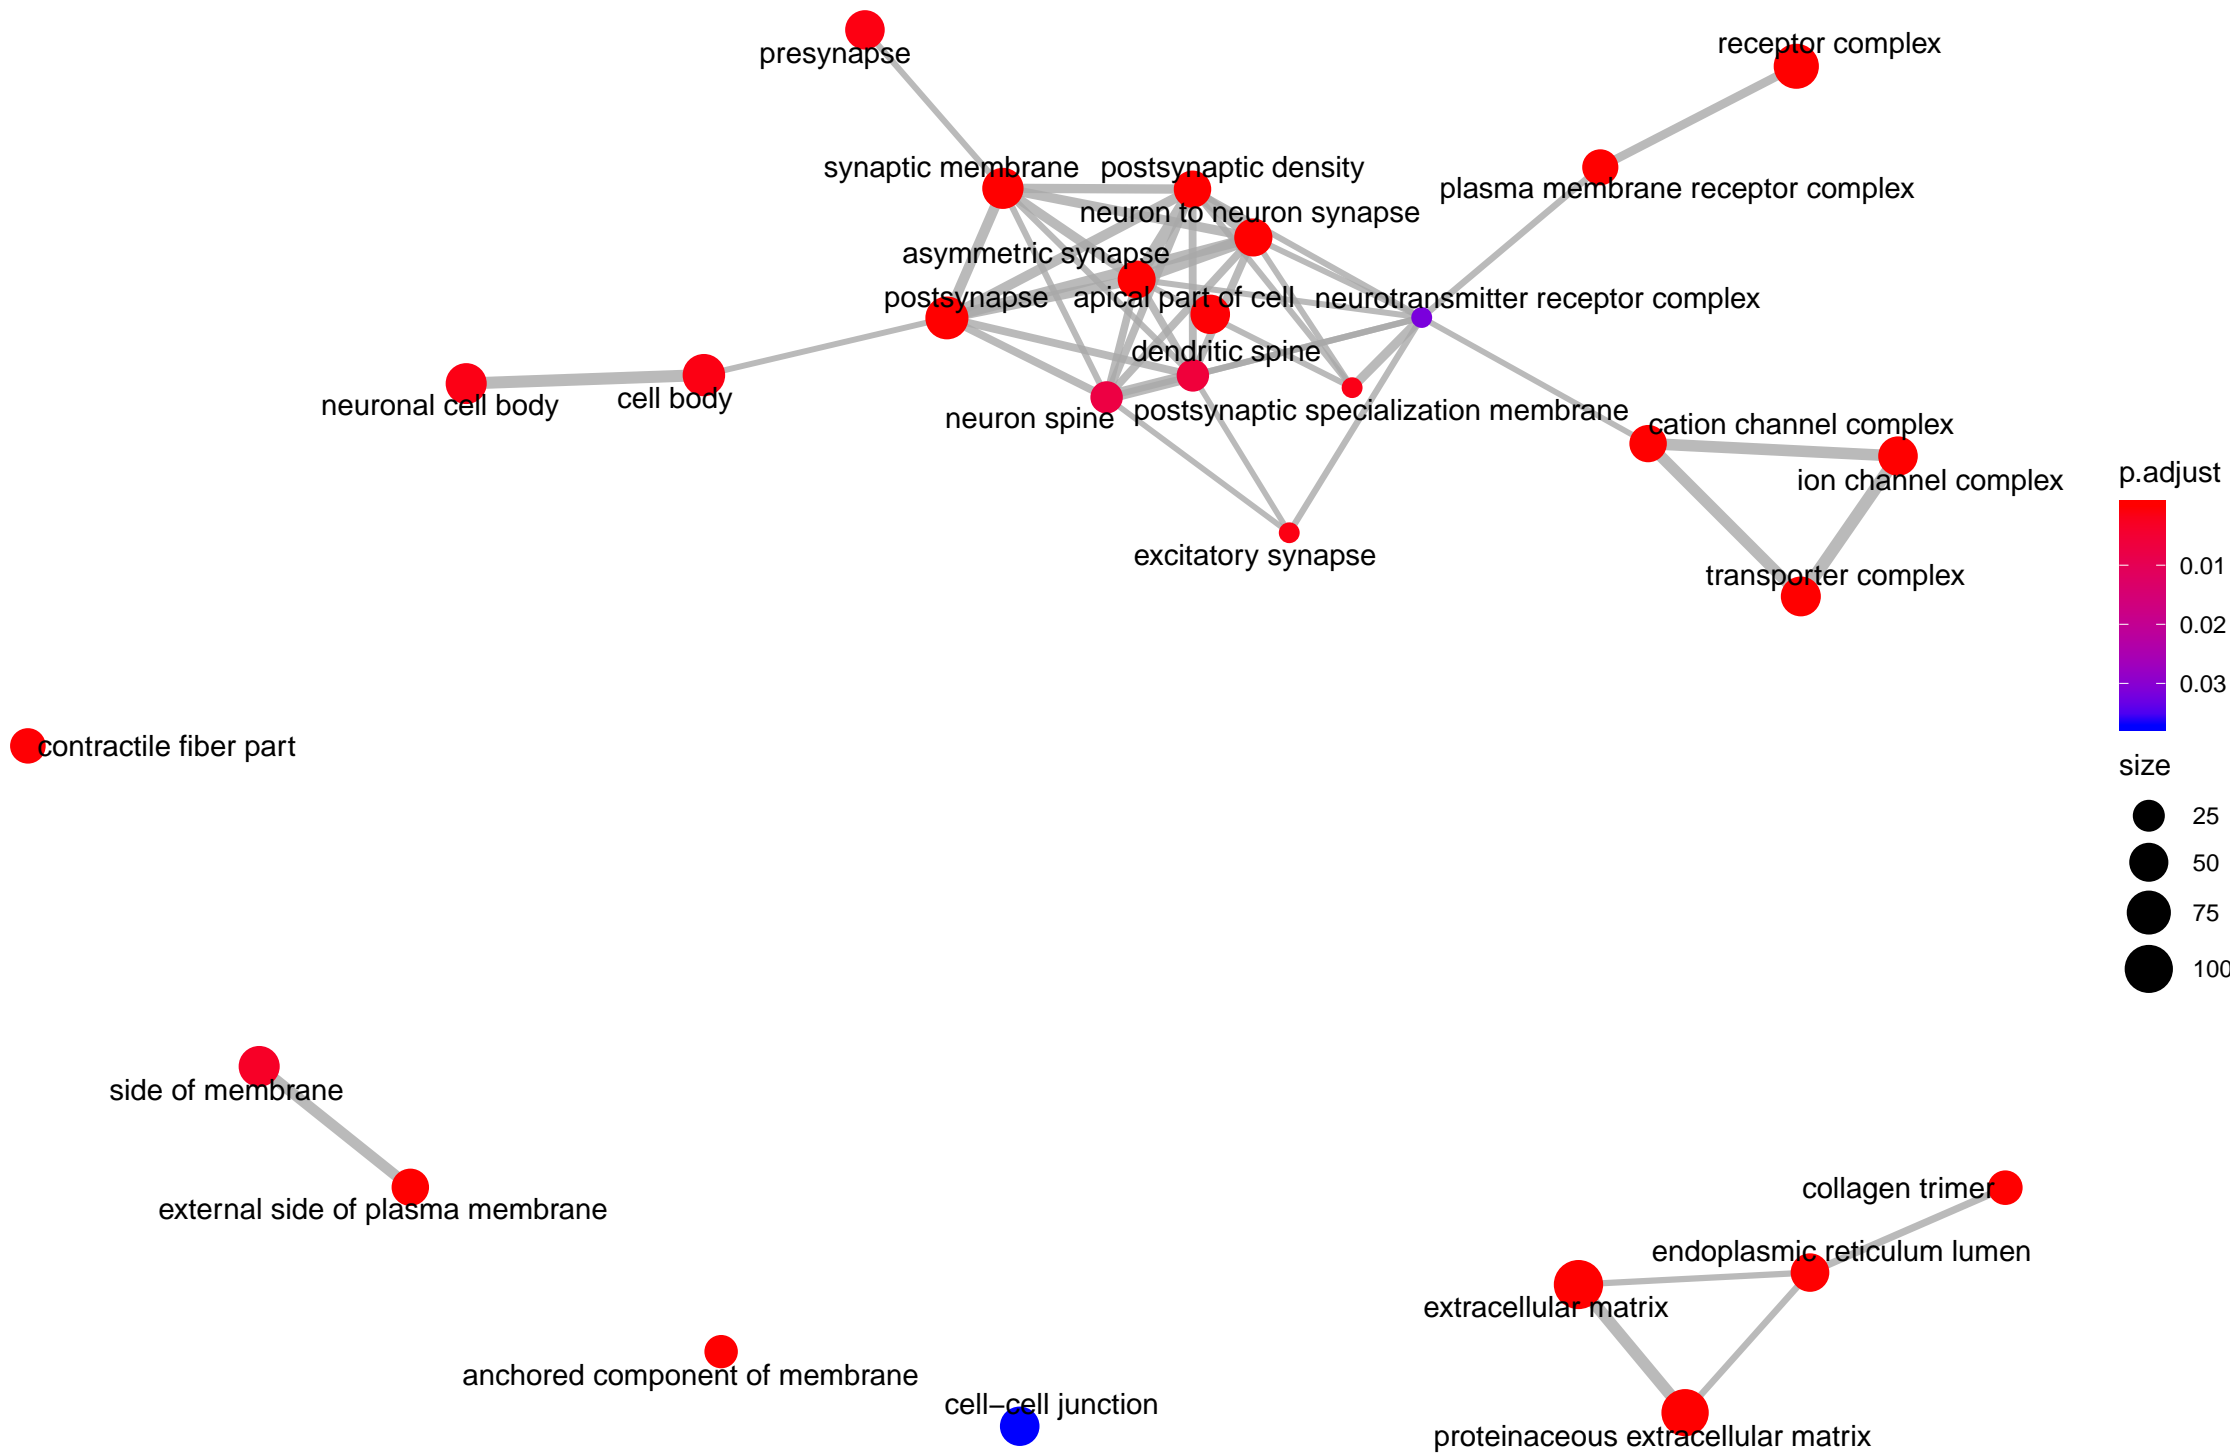 presynapse
receptor complex
synaptic membrane
postsynaptic density
plasma membrane receptor complex
neuron to neuron synapse
asymmetric synapse
postsynapse
apical part of cell
neurotransmitter receptor complex
dendritic spine
neuronal cell body
cell body
neuron spine
postsynaptic specialization membrane
cation channel complex
ion channel complex
excitatory synapse
transporter complex
p.adjust
0.01
0.02
0.03
contractile fiber part
size
25
50
75
100
side of membrane
external side of plasma membrane
collagen trimer
endoplasmic reticulum lumen
extracellular matrix
anchored component of membrane
cell−cell junction
proteinaceous extracellular matrix